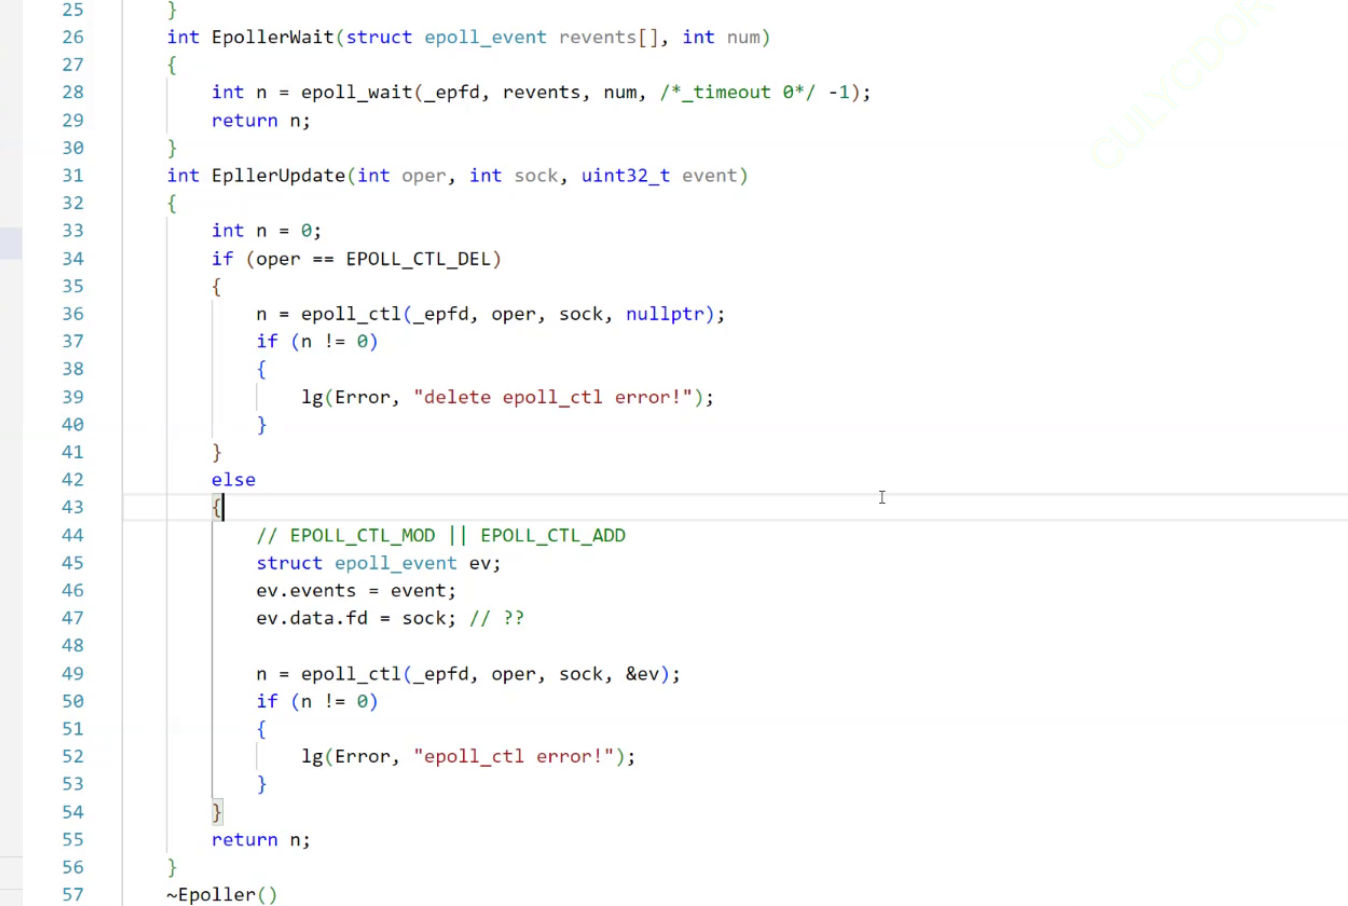 25 }
26 int EpollerWait(struct epoll_event revents[], int num)
27 {
28 int n = epoll_wait(_epfd, revents, num, /*_timeout 0*/ -1);
29 return n;
30 }
31 int EpllerUpdate(int oper, int sock, uint32_t event)
32 {
33 int n = 0;
34 if (oper == EPOLL_CTL_DEL)
35 {
36 n = epoll_ctl(_epfd, oper, sock, nullptr);
37 if (n != 0)
38 {
39 lg(Error, "delete epoll_ctl error!");
40 }
41 }
42 else
43 {
44 // EPOLL_CTL_MOD || EPOLL_CTL_ADD
45 struct epoll_event ev;
46 ev.events = event;
47 ev.data.fd = sock; // ??
48
49 n = epoll_ctl(_epfd, oper, sock, &ev);
50 if (n != 0)
51 {
52 lg(Error, "epoll_ctl error!");
53 }
54 }
55 return n;
56 }
57 ~Epoller()